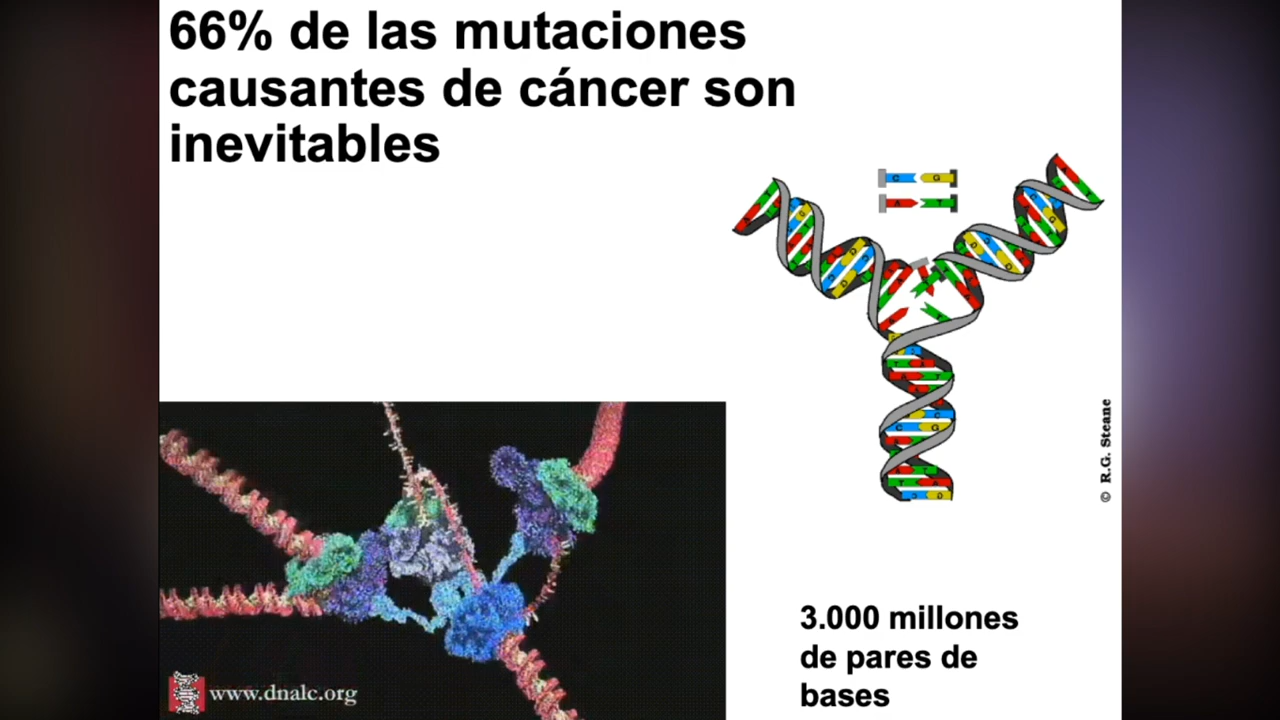 66% de las mutaciones
causantes de cáncer son
inevitables
C G
A T
© R.G. Steane
www.dnalc.org
3.000 millones
de pares de
bases